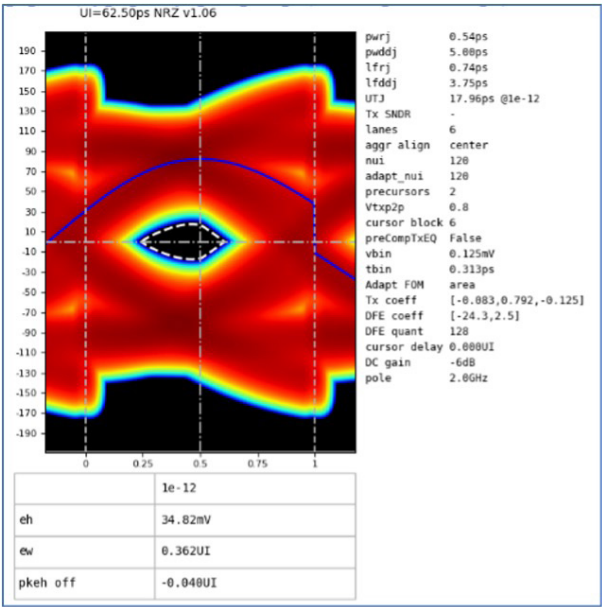 UI=62.50ps NRZ v1.06
190
170
150
130
110
90
70
50
30
10
-10
-30
-50
-70
-90
-110
-130
-150
-170
-190
0 0.25 0.5 0.75 1
pwrj 0.54ps
pwddj 5.00ps
lfrj 0.74ps
lfddj 3.75ps
UTJ 17.96ps @1e-12
Tx SNDR -
lanes 6
aggr align center
nui 120
adapt_nui 120
precursors 2
Vtxp2p 0.8
cursor block 6
preCompTxEQ False
vbin 0.125mV
tbin 0.313ps
Adapt FOM area
Tx coeff [-0.083,0.792,-0.125]
DFE coeff [-24.3,2.5]
DFE quant 128
cursor delay 0.000UI
DC gain -6dB
pole 2.0GHz
1e-12
eh 34.82mV
ew 0.362UI
pkeh off -0.040UI